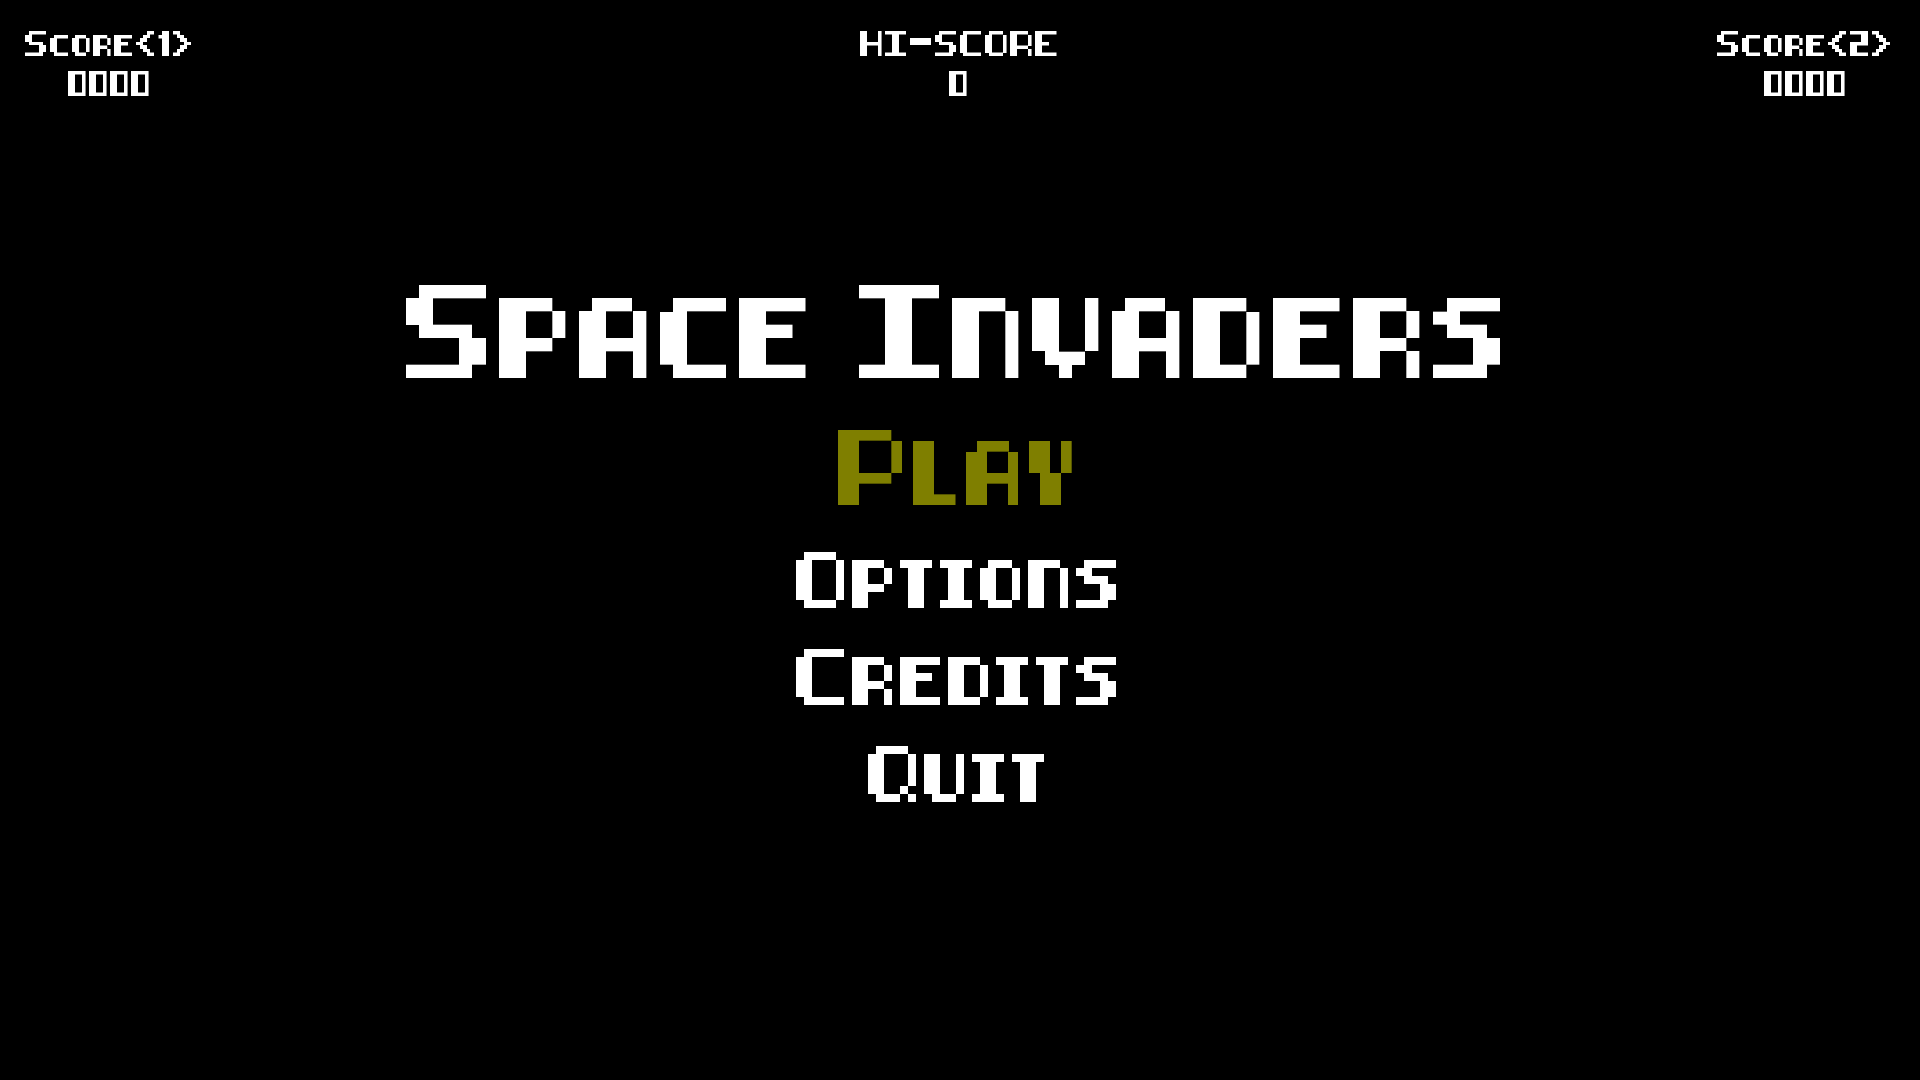 Score<1> HI-SCORE Score<2>
0000 0 0000
Space Invaders
Play
Options
Credits
Quit